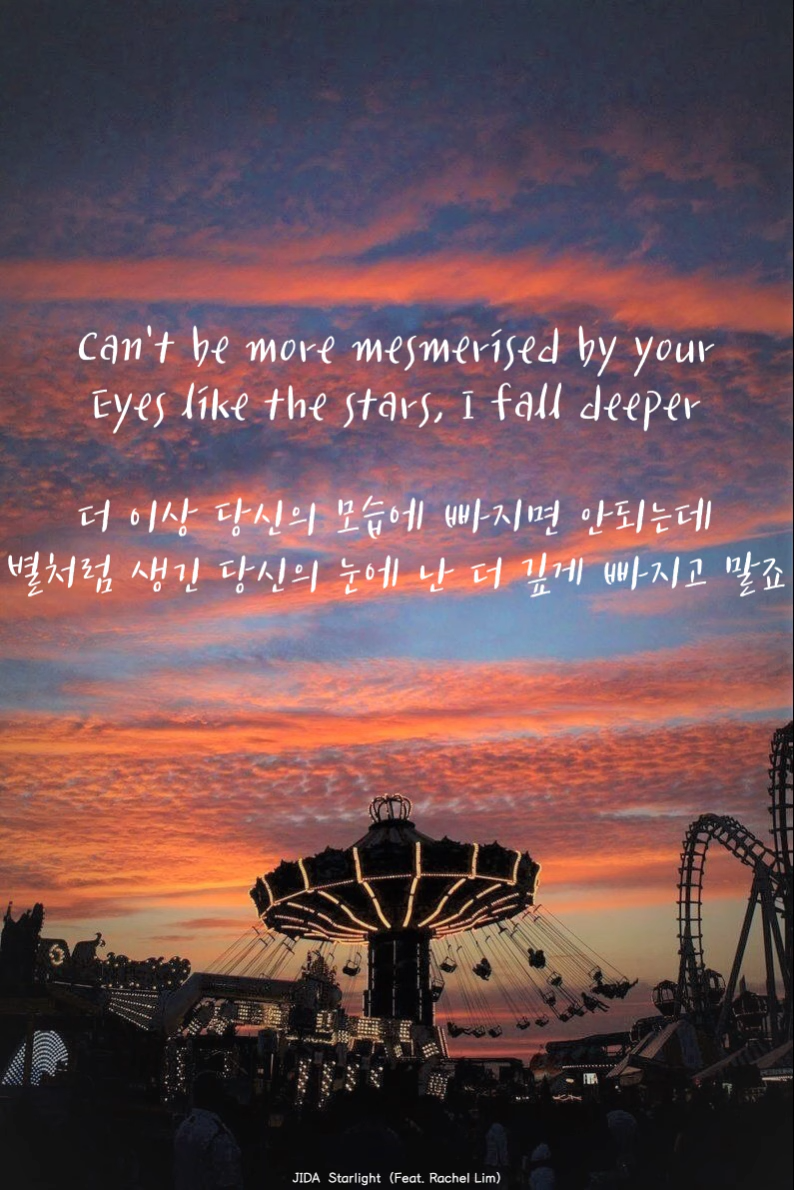 Can't be more mesmerised by your
Eyes like the stars, I fall deeper
더 이상 당신의 모습에 빠지면 안되는데
별처럼 생긴 당신의 눈에 난 더 깊게 빠지고 말죠
JIDA Starlight (Feat. Rachel Lim)